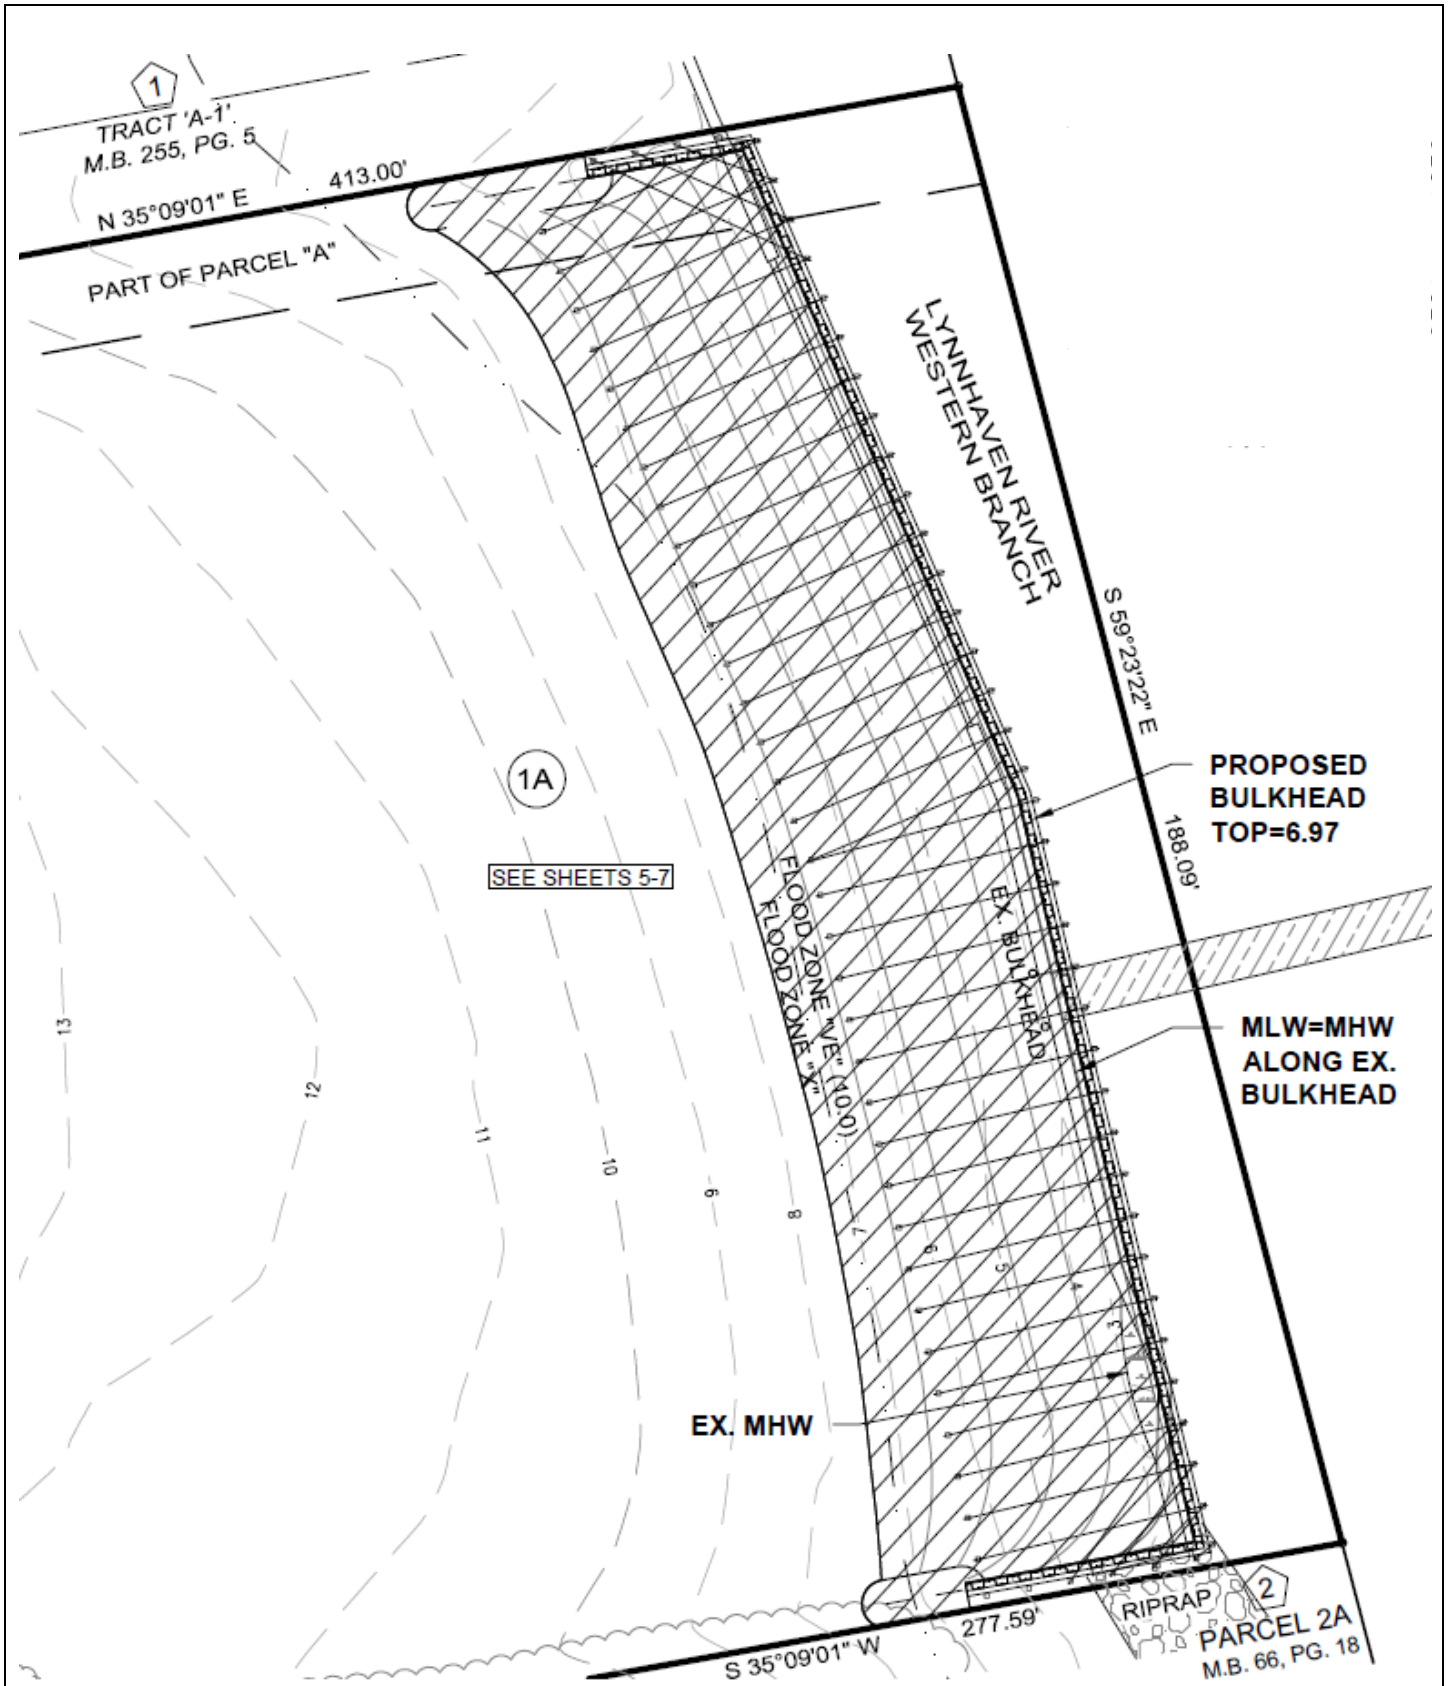 1
TRACT 'A-1'
M.B. 255, PG. 5
N 35°09'01" E
413.00'
PART OF PARCEL "A"
LYNNHAVEN RIVER
WESTERN BRANCH
S 59°23'22" E
188.09'
PROPOSED
BULKHEAD
TOP=6.97
1A
SEE SHEETS 5-7
FLOOD ZONE "VE" (10.0)
FLOOD ZONE "X"
EX. BULKHEAD
MLW=MHW
ALONG EX.
BULKHEAD
13
12
11
10
9
8
7
6
5
4
3
EX. MHW
277.59'
S 35°09'01" W
RIPRAP
2
PARCEL 2A
M.B. 66, PG. 18